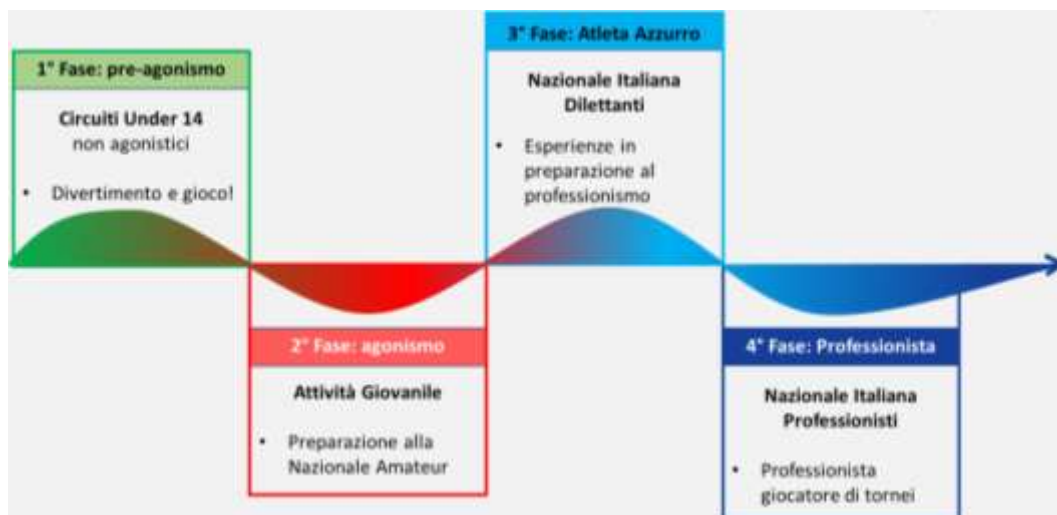 1° Fase: pre-agonismo
Circuiti Under 14
non agonistici
• Divertimento e gioco!
2° Fase: agonismo
Attività Giovanile
• Preparazione alla
Nazionale Amateur
3° Fase: Atleta Azzurro
Nazionale Italiana
Dilettanti
• Esperienze in
preparazione al
professionismo
4° Fase: Professionista
Nazionale Italiana
Professionisti
• Professionista
giocatore di tornei